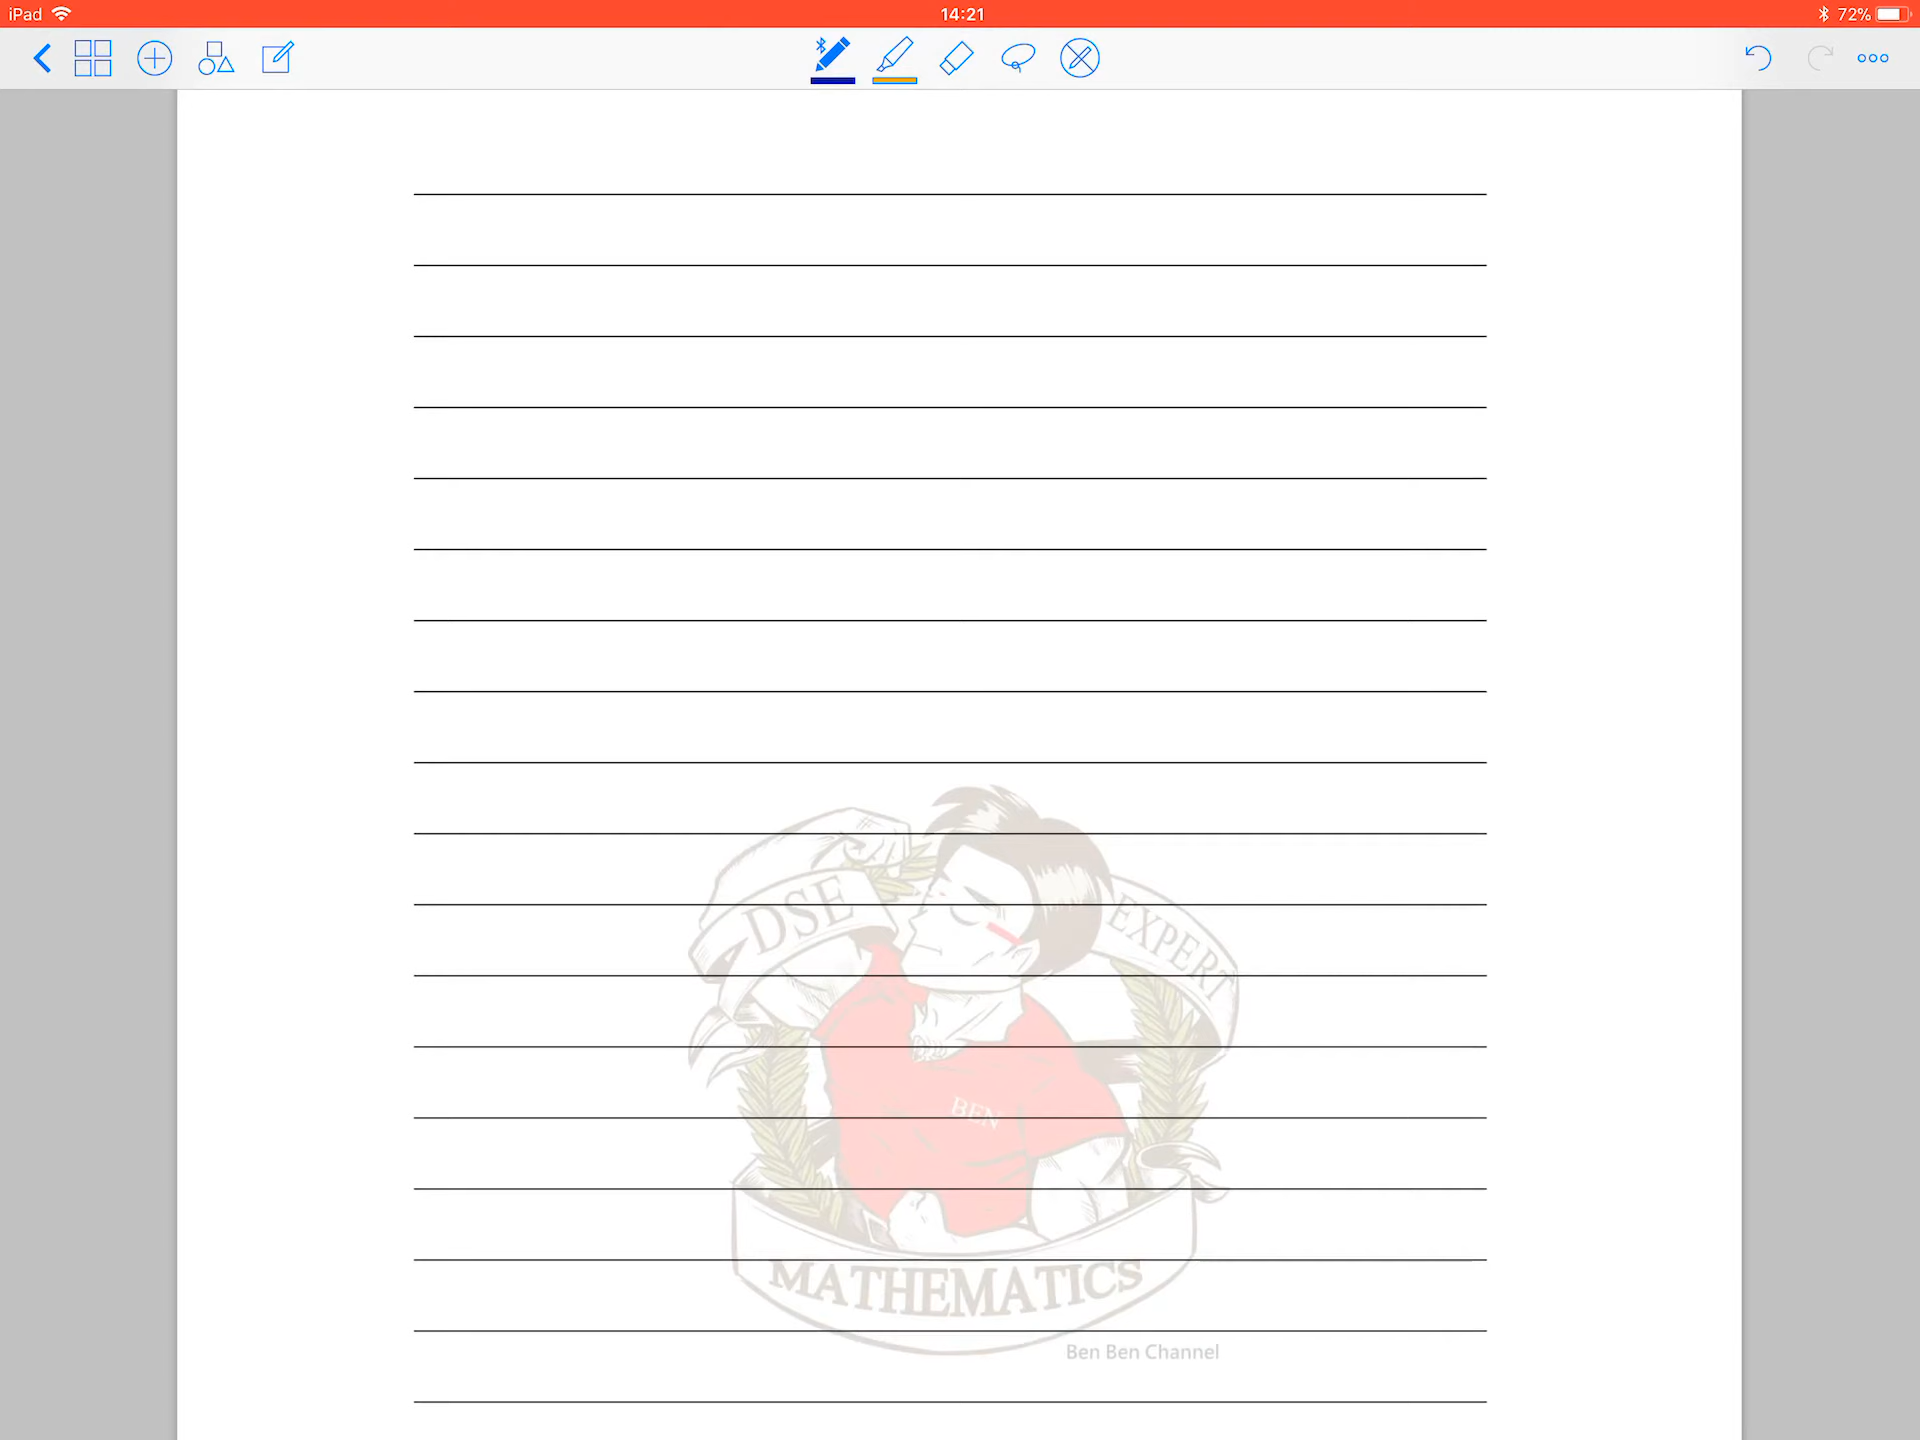 iPad
14:21
72%
DSE
EXPERT
BEN
MATHEMATICS
Ben Ben Channel